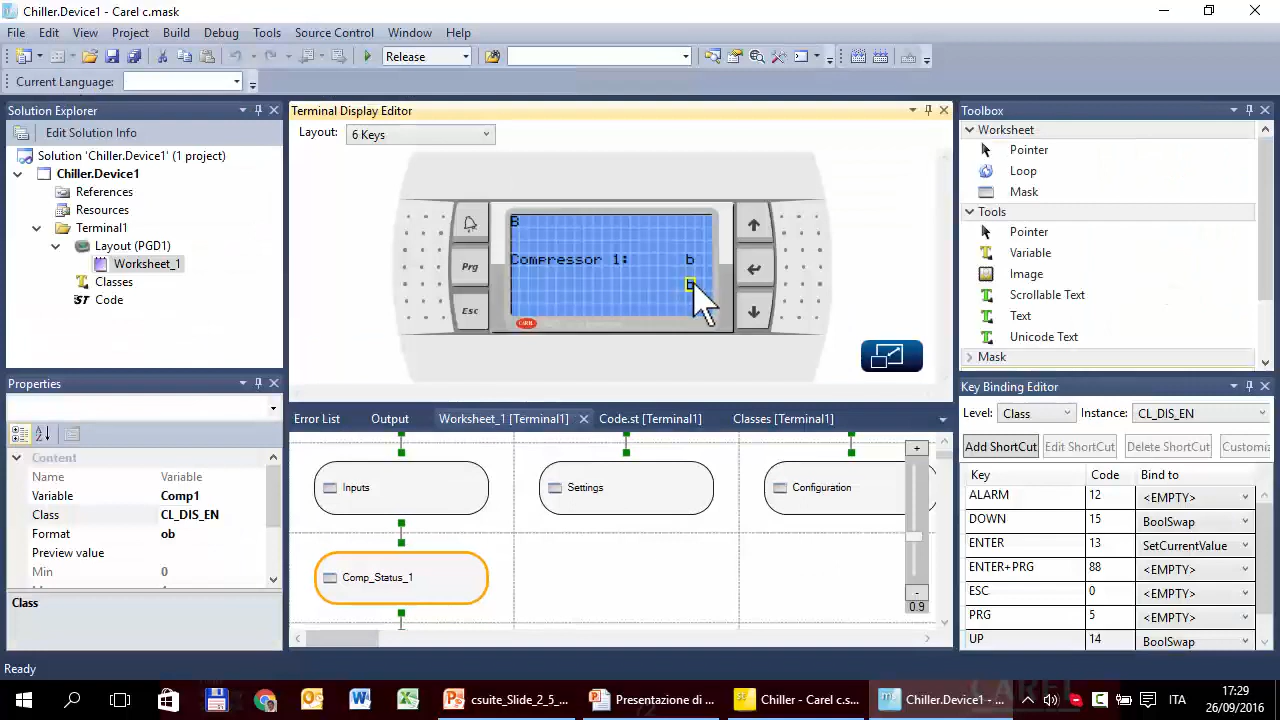 Chiller.Device1 - Carel c.mask
File Edit View Project Build Debug Tools Source Control Window Help
Release
Current Language:
Solution Explorer
Edit Solution Info
Solution 'Chiller.Device1' (1 project)
Chiller.Device1
References
Resources
Terminal1
Layout (PGD1)
Worksheet_1
Classes
ST Code
Properties
Content
Name Variable
Variable Comp1
Class CL_DIS_EN
Format ob
Preview value
Min 0
Max 1
Class
Ready
Terminal Display Editor
Layout: 6 Keys
B
Compressor 1: b
b
Prg
Esc
CAREL
Error List Output Worksheet_1 [Terminal1] Code.st [Terminal1] Classes [Terminal1]
Inputs Settings Configuration
Comp_Status_1
+
-
0.9
Toolbox
Worksheet
Pointer
Loop
Mask
Tools
Pointer
Variable
Image
Scrollable Text
Text
Unicode Text
Mask
Key Binding Editor
Level: Class Instance: CL_DIS_EN
Add ShortCut Edit ShortCut Delete ShortCut Customiz
Key Code Bind to
ALARM 12 <EMPTY>
DOWN 15 BoolSwap
ENTER 13 SetCurrentValue
ENTER+PRG 88 <EMPTY>
ESC 0 <EMPTY>
PRG 5 <EMPTY>
UP 14 BoolSwap
csuite_Slide_2_5_... Presentazione di ... Chiller - Carel c.s... Chiller.Device1 - ...
ITA
17:29
26/09/2016